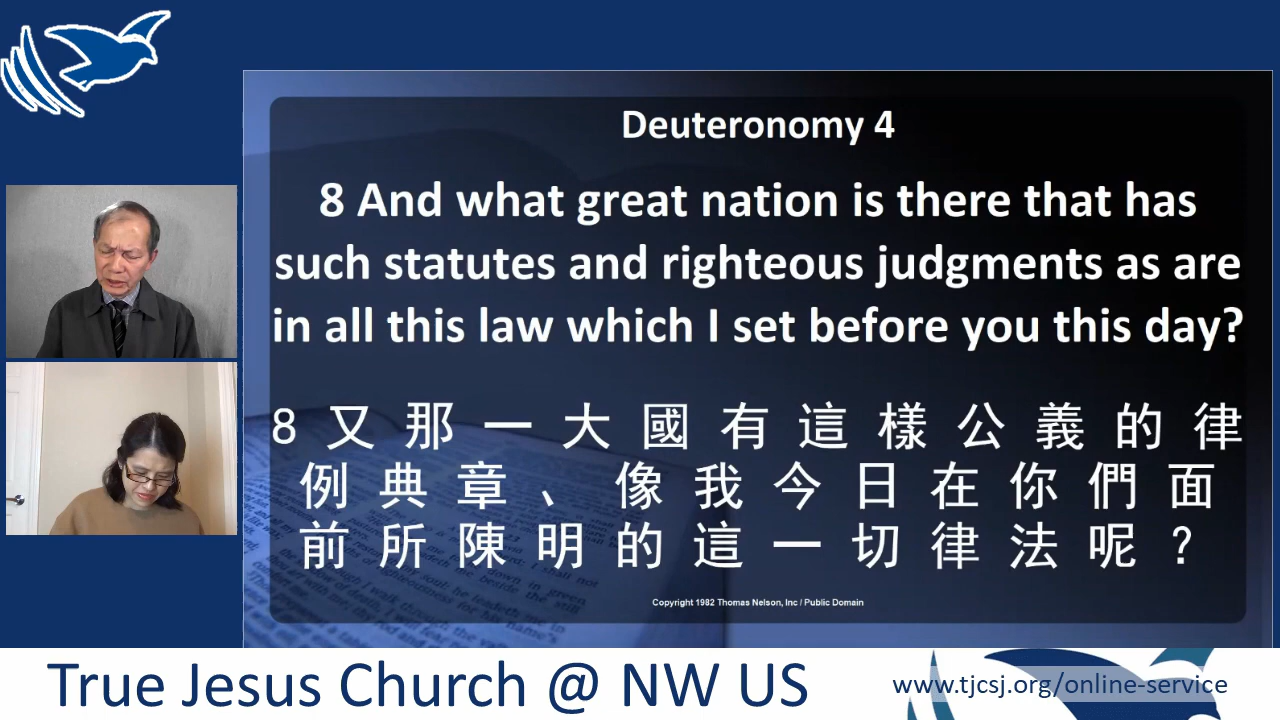 Deuteronomy 4
8 And what great nation is there that has
such statutes and righteous judgments as are
in all this law which I set before you this day?
8 又那一大國有這樣公義的律
例典章、像我今日在你們面
前所陳明的這一切律法呢？
Copyright 1982 Thomas Nelson, Inc / Public Domain
True Jesus Church @ NW US
www.tjcsj.org/online-service